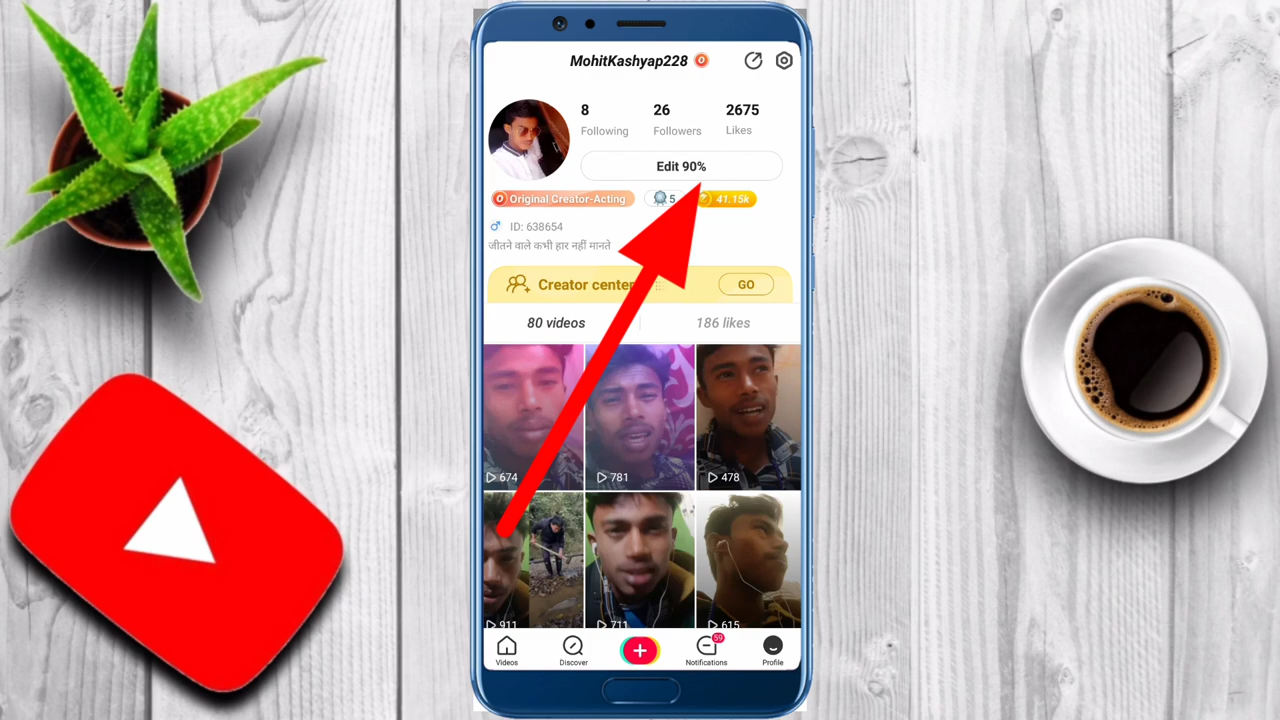 MohitKashyap228
8 26 2675
Following Followers Likes
Edit 90%
Original Creator-Acting 5 41.15k
ID: 638654
जीतने वाले कभी हार नहीं मानते
Creator center GO
80 videos 186 likes
674 781 478
911 711 615
59
Videos Discover Notifications Profile